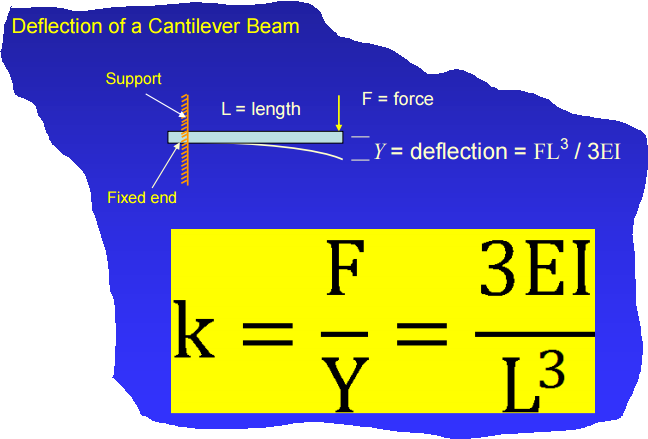 Deflection of a Cantilever Beam
Support
L = length
F = force
Y = deflection = FL³ / 3EI
Fixed end
k = F/Y = 3EI/L³